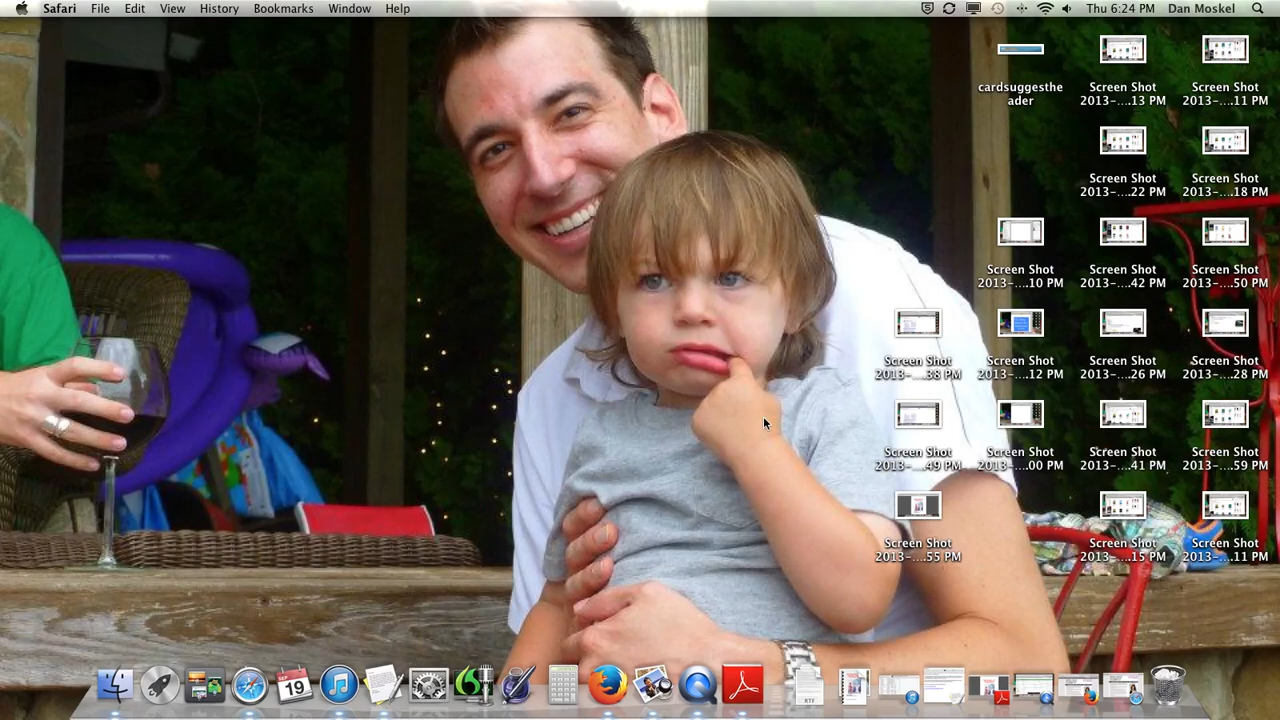 Safari File Edit View History Bookmarks Window Help Thu 6:24 PM Dan Moskel
cardsuggesthe
ader
Screen Shot
2013-....13 PM
Screen Shot
2013-....11 PM
Screen Shot
2013-....22 PM
Screen Shot
2013-....18 PM
Screen Shot
2013-....10 PM
Screen Shot
2013-....42 PM
Screen Shot
2013-....50 PM
Screen Shot
2013-....38 PM
Screen Shot
2013-....12 PM
Screen Shot
2013-....26 PM
Screen Shot
2013-....28 PM
Screen Shot
2013-....49 PM
Screen Shot
2013-....00 PM
Screen Shot
2013-....41 PM
Screen Shot
2013-....59 PM
Screen Shot
2013-....55 PM
Screen Shot
2013-....15 PM
Screen Shot
2013-....11 PM
SEP
19
RTF